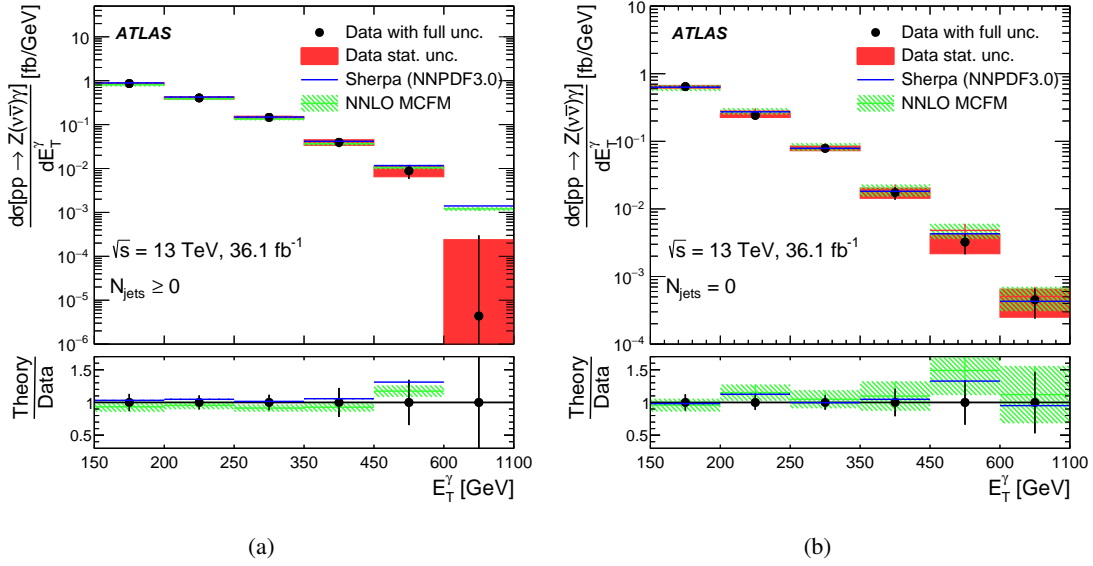 dσ[pp → Z(νν̄)γ] [fb/GeV]
dE_T^γ
10
1
10⁻¹
10⁻²
10⁻³
10⁻⁴
10⁻⁵
10⁻⁶
ATLAS
Data with full unc.
Data stat. unc.
Sherpa (NNPDF3.0)
NNLO MCFM
√s = 13 TeV, 36.1 fb⁻¹
N_jets ≥ 0
Theory
Data
1.5
1
0.5
150 200 250 350 450 600 1100
E_T^γ [GeV]
(a)
dσ[pp → Z(νν̄)γ] [fb/GeV]
dE_T^γ
10
1
10⁻¹
10⁻²
10⁻³
10⁻⁴
ATLAS
Data with full unc.
Data stat. unc.
Sherpa (NNPDF3.0)
NNLO MCFM
√s = 13 TeV, 36.1 fb⁻¹
N_jets = 0
Theory
Data
1.5
1
0.5
150 200 250 350 450 600 1100
E_T^γ [GeV]
(b)